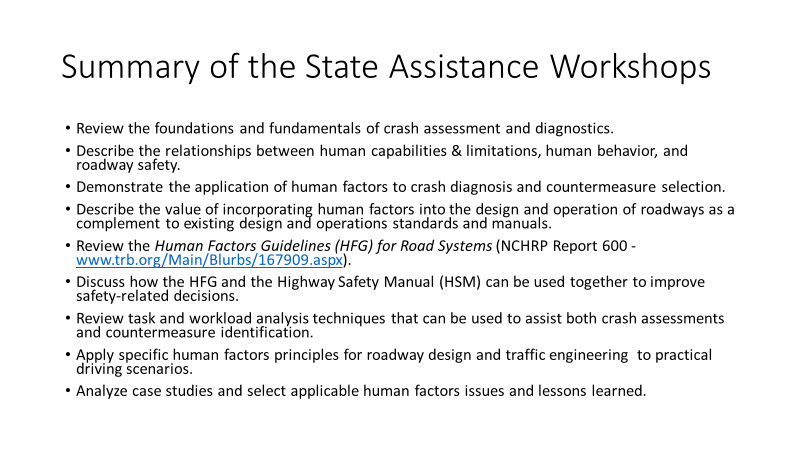 Summary of the State Assistance Workshops
• Review the foundations and fundamentals of crash assessment and diagnostics.
• Describe the relationships between human capabilities & limitations, human behavior, and
roadway safety.
• Demonstrate the application of human factors to crash diagnosis and countermeasure selection.
• Describe the value of incorporating human factors into the design and operation of roadways as a
complement to existing design and operations standards and manuals.
• Review the Human Factors Guidelines (HFG) for Road Systems (NCHRP Report 600 -
www.trb.org/Main/Blurbs/167909.aspx).
• Discuss how the HFG and the Highway Safety Manual (HSM) can be used together to improve
safety-related decisions.
• Review task and workload analysis techniques that can be used to assist both crash assessments
and countermeasure identification.
• Apply specific human factors principles for roadway design and traffic engineering  to practical
driving scenarios.
• Analyze case studies and select applicable human factors issues and lessons learned.